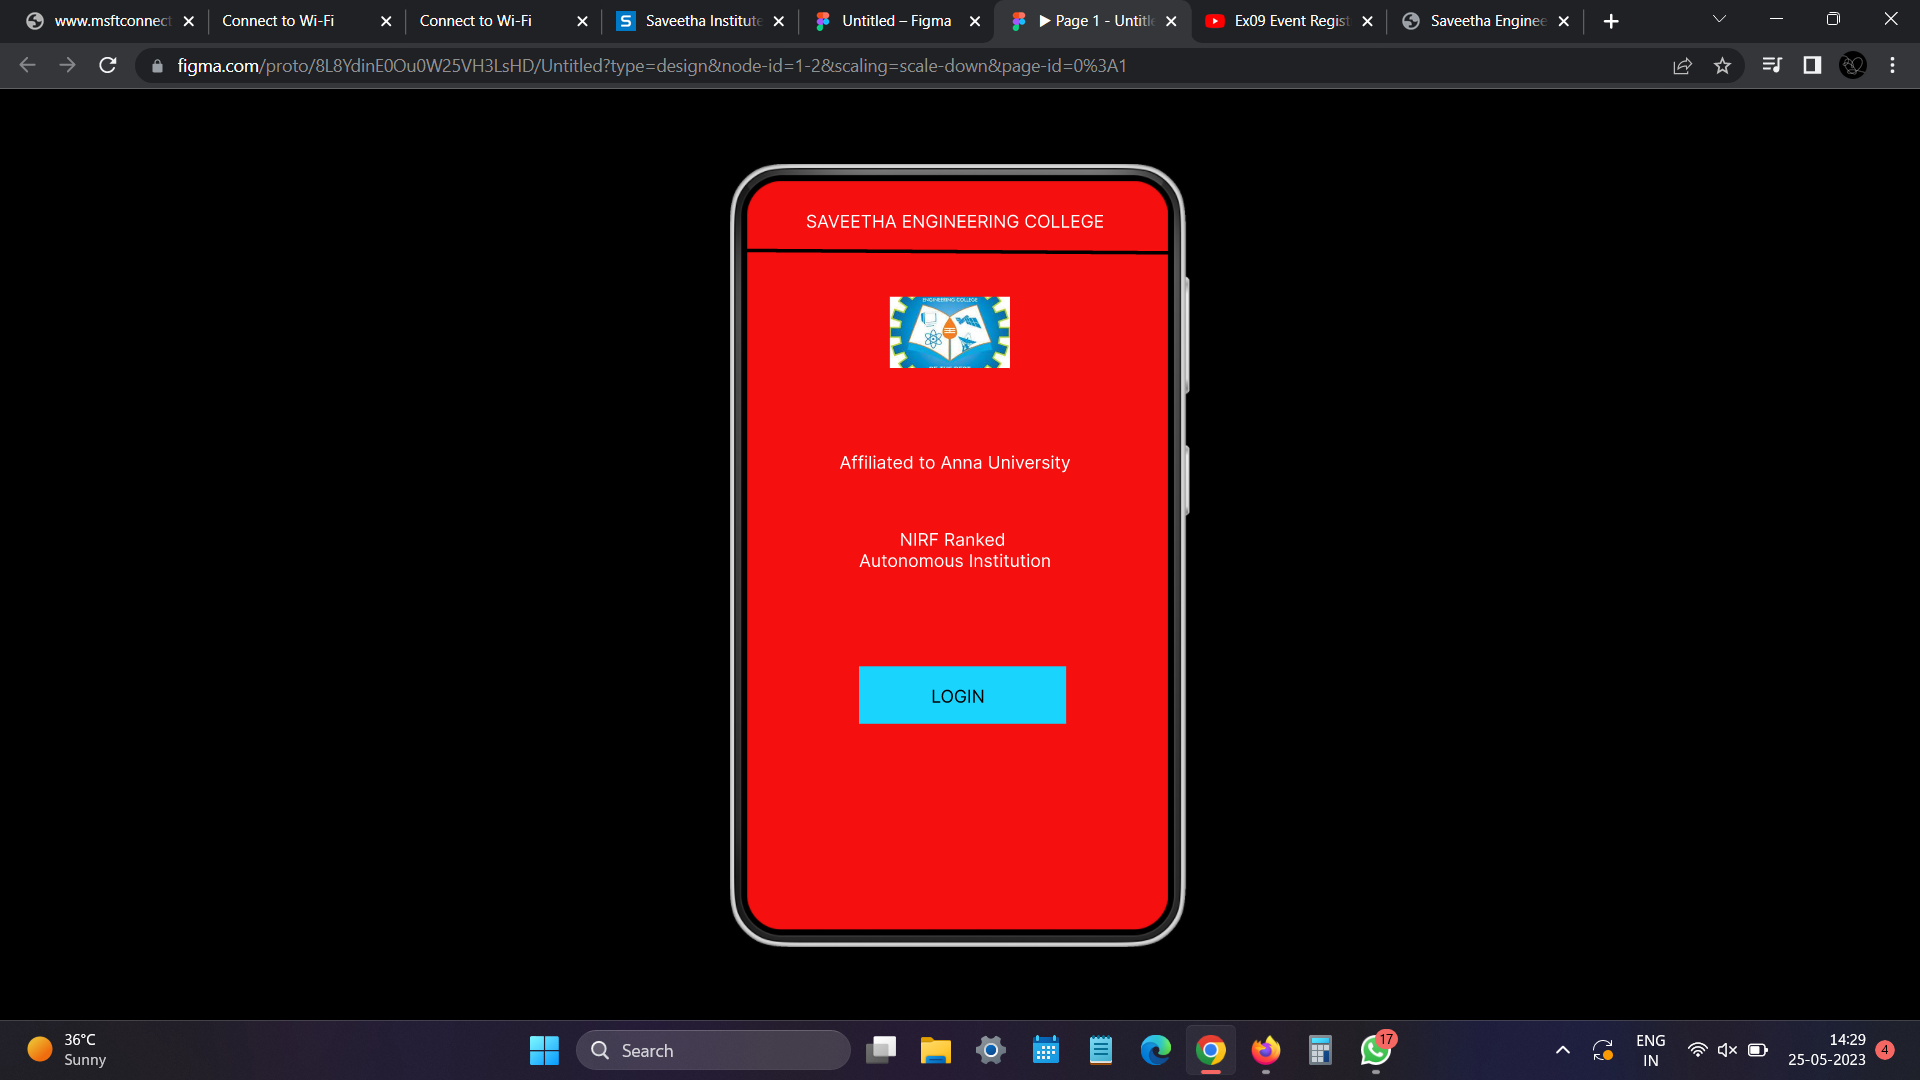 www.msftconnect
Connect to Wi-Fi
Connect to Wi-Fi
S
Saveetha Institute
Untitled – Figma
▶ Page 1 - Untitle
Ex09 Event Regist
Saveetha Enginee
figma.com/proto/8L8YdinE0Ou0W25VH3LsHD/Untitled?type=design&node-id=1-2&scaling=scale-down&page-id=0%3A1
SAVEETHA ENGINEERING COLLEGE
ENGINEERING COLLEGE
Affiliated to Anna University
NIRF Ranked
Autonomous Institution
LOGIN
36°C
Sunny
Search
17
ENG
IN
14:29
25-05-2023
4